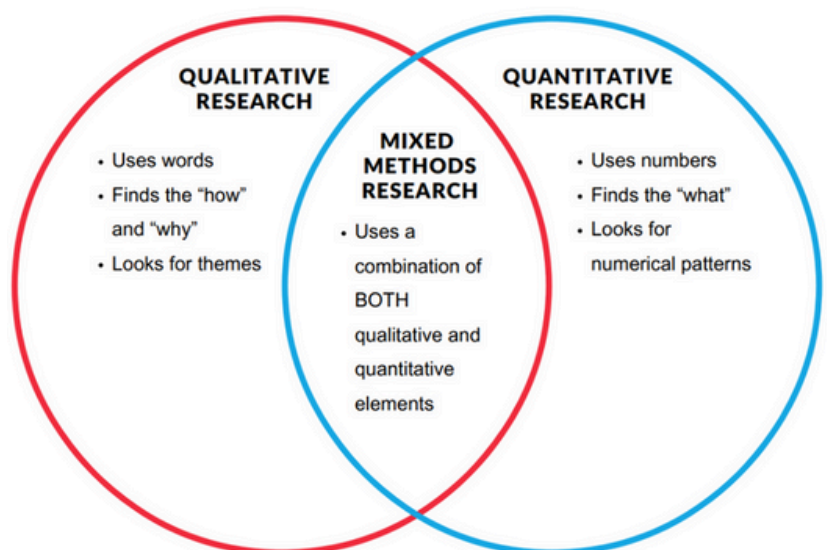 QUALITATIVE
RESEARCH
• Uses words
• Finds the “how”
and “why”
• Looks for themes
MIXED
METHODS
RESEARCH
• Uses a
combination of
BOTH
qualitative and
quantitative
elements
QUANTITATIVE
RESEARCH
• Uses numbers
• Finds the “what”
• Looks for
numerical patterns